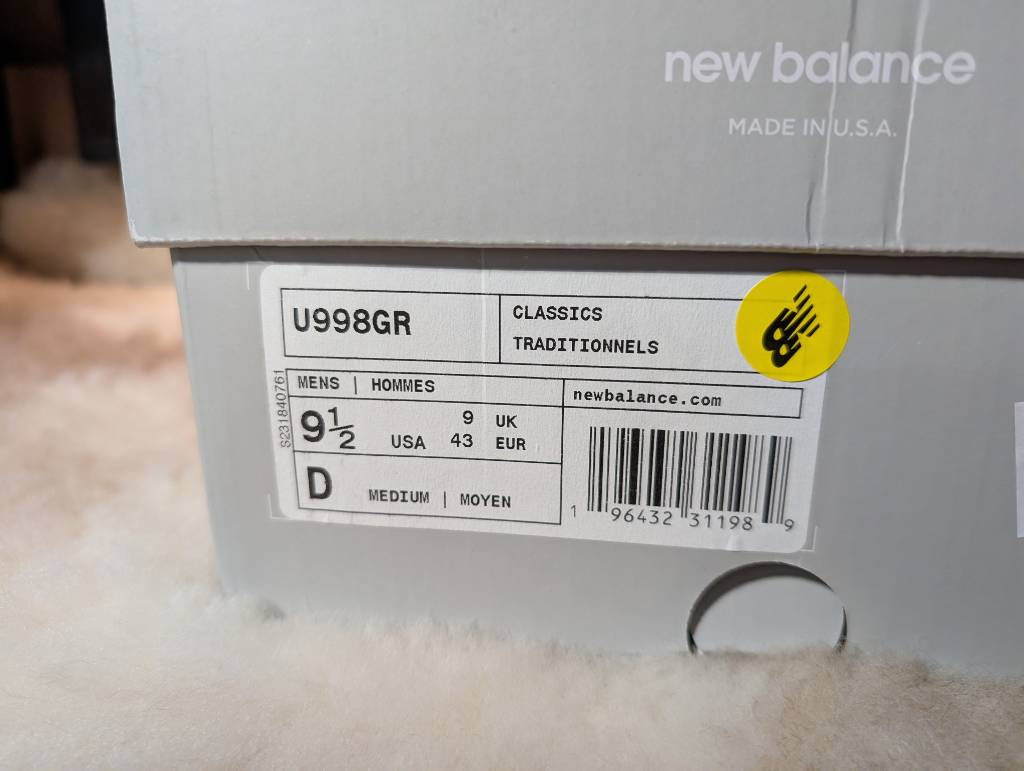 new balance
MADE IN U.S.A.
U998GR
CLASSICS
TRADITIONNELS
S231840761
MENS | HOMMES
newbalance.com
9½ USA 9 UK
43 EUR
D MEDIUM | MOYEN
1 96432 31198 9